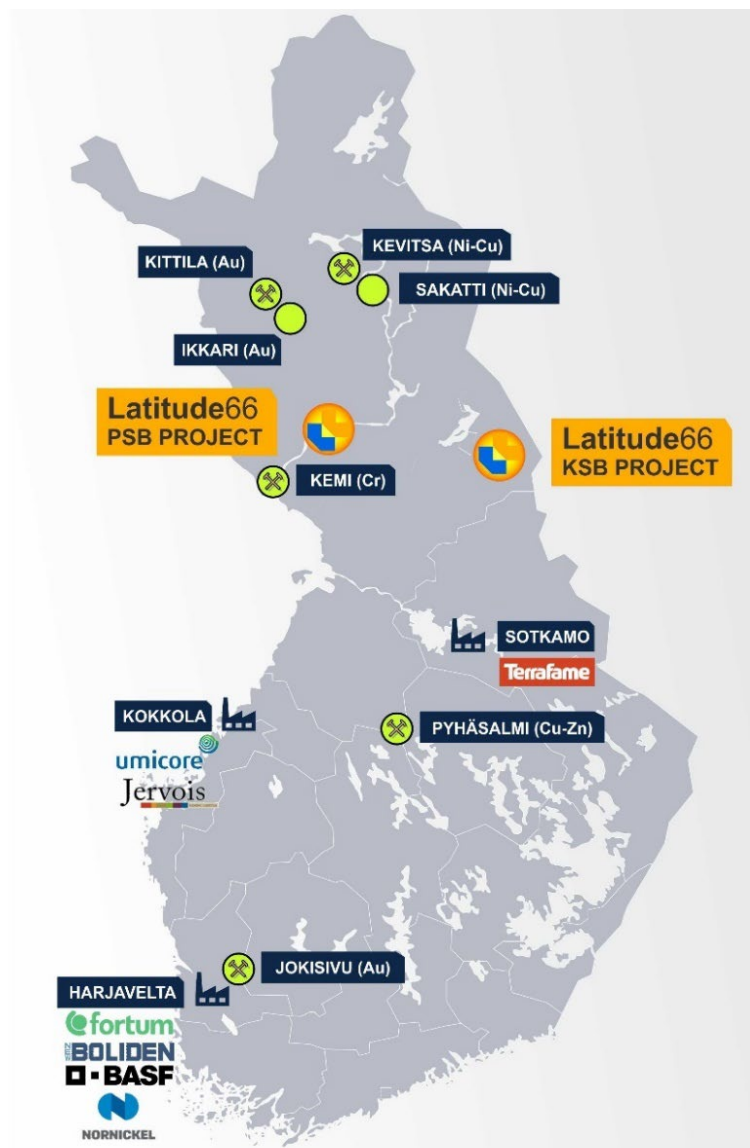 KEVITSA (Ni-Cu)
KITTILA (Au)
SAKATTI (Ni-Cu)
IKKARI (Au)
Latitude66
PSB PROJECT
Latitude66
KSB PROJECT
KEMI (Cr)
SOTKAMO
Terrafame
KOKKOLA
PYHÄSALMI (Cu-Zn)
umicore
Jervois
JOKISIVU (Au)
HARJAVELTA
fortum
BOLIDEN
BASF
NORNICKEL